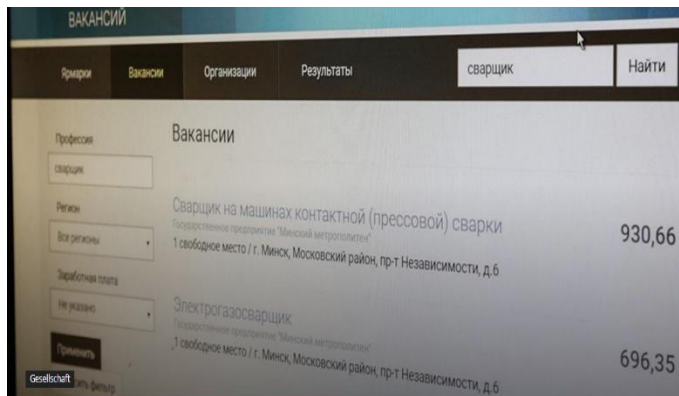 ВАКАНСИЙ
Ярмарки Вакансии Организации Результаты сварщик Найти
Вакансии
Профессия
сварщик
Регион
Все регионы
Заработная плата
Не указано
Применить
фильтр
Сварщик на машинах контактной (прессовой) сварки
Государственное предприятие "Минский метрополитен"
1 свободное место / г. Минск, Московский район, пр-т Независимости, д.6
930,66
Электрогазосварщик
Государственное предприятие "Минский метрополитен"
1 свободное место / г. Минск, Московский район, пр-т Независимости, д.6
696,35
Gesellschaft